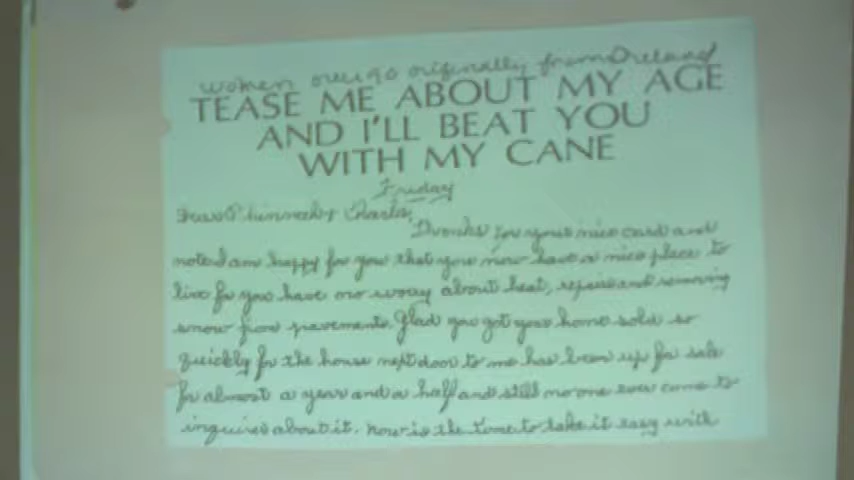 women over 90 originally from Ireland
TEASE ME ABOUT MY AGE
AND I'LL BEAT YOU
WITH MY CANE
Friday
Dear & Charles,
Thanks for your nice card and
note I am happy for you that you now have a nice place to
live for you have no worry about heat, repairs and removing
snow from pavements. Glad you got your home sold so
quickly for the house next door to me has been up for sale
for almost a year and a half and still no one ever came to
inquire about it. Now is the time to take it easy with